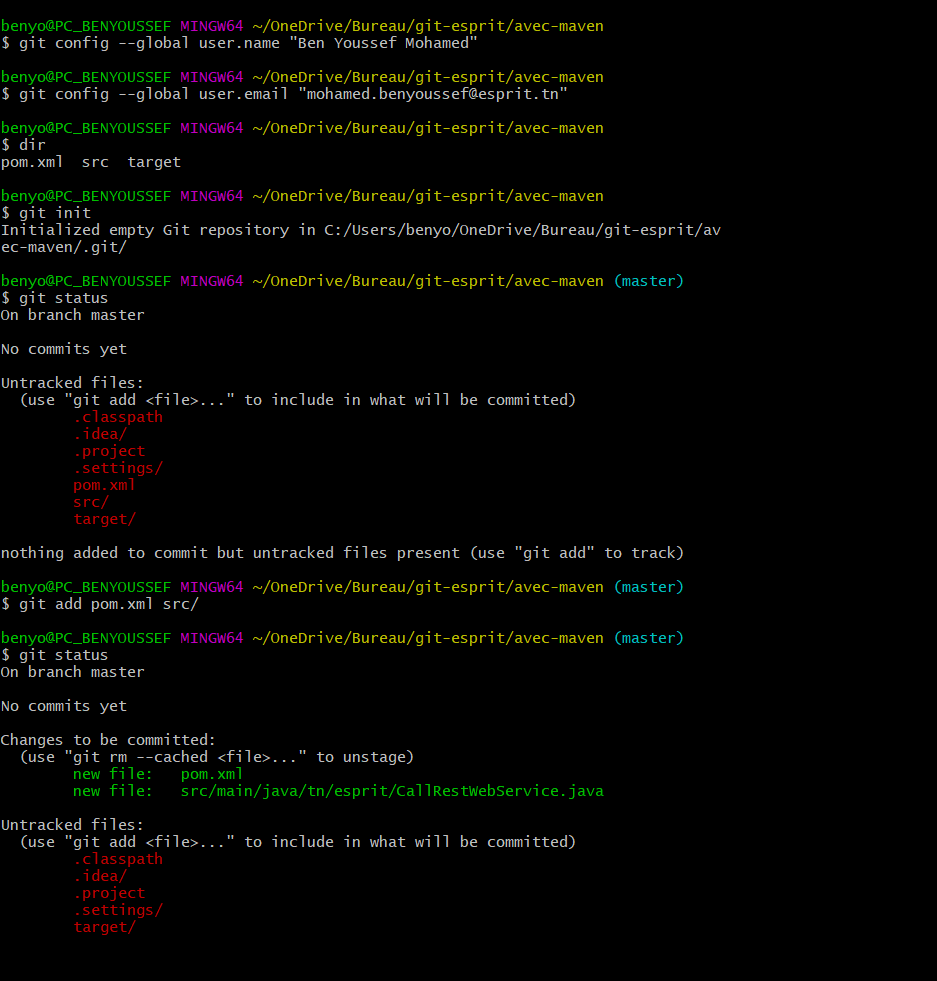 benyo@PC_BENYOUSSEF MINGW64 ~/OneDrive/Bureau/git-esprit/avec-maven
$ git config --global user.name "Ben Youssef Mohamed"

benyo@PC_BENYOUSSEF MINGW64 ~/OneDrive/Bureau/git-esprit/avec-maven
$ git config --global user.email "mohamed.benyoussef@esprit.tn"

benyo@PC_BENYOUSSEF MINGW64 ~/OneDrive/Bureau/git-esprit/avec-maven
$ dir
pom.xml  src  target

benyo@PC_BENYOUSSEF MINGW64 ~/OneDrive/Bureau/git-esprit/avec-maven
$ git init
Initialized empty Git repository in C:/Users/benyo/OneDrive/Bureau/git-esprit/av
ec-maven/.git/

benyo@PC_BENYOUSSEF MINGW64 ~/OneDrive/Bureau/git-esprit/avec-maven (master)
$ git status
On branch master

No commits yet

Untracked files:
  (use "git add <file>..." to include in what will be committed)
        .classpath
        .idea/
        .project
        .settings/
        pom.xml
        src/
        target/

nothing added to commit but untracked files present (use "git add" to track)

benyo@PC_BENYOUSSEF MINGW64 ~/OneDrive/Bureau/git-esprit/avec-maven (master)
$ git add pom.xml src/

benyo@PC_BENYOUSSEF MINGW64 ~/OneDrive/Bureau/git-esprit/avec-maven (master)
$ git status
On branch master

No commits yet

Changes to be committed:
  (use "git rm --cached <file>..." to unstage)
        new file:   pom.xml
        new file:   src/main/java/tn/esprit/CallRestWebService.java

Untracked files:
  (use "git add <file>..." to include in what will be committed)
        .classpath
        .idea/
        .project
        .settings/
        target/